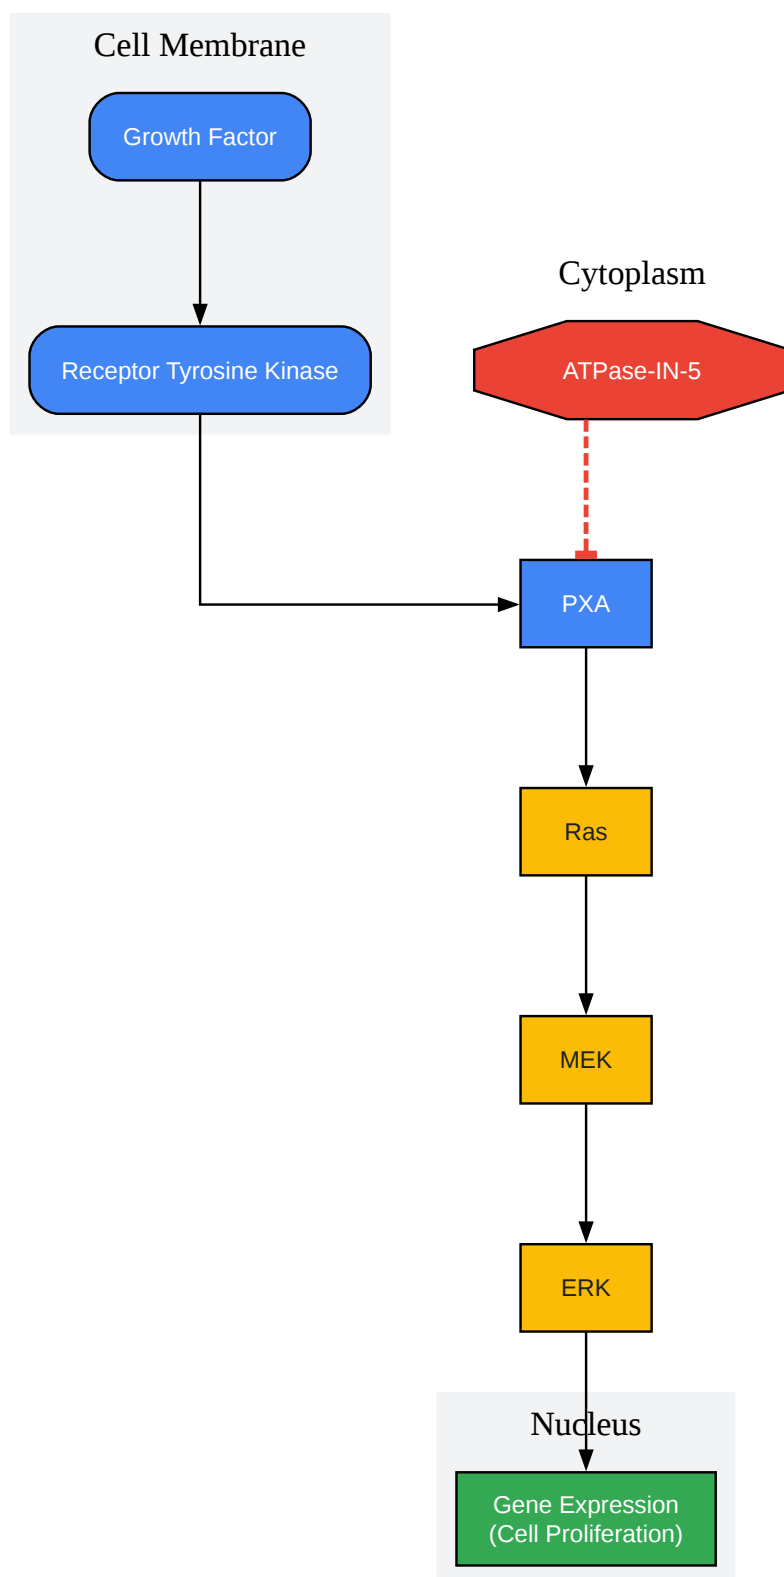 Cell Membrane
Growth Factor
Receptor Tyrosine Kinase
Cytoplasm
ATPase-IN-5
PXA
Ras
MEK
ERK
Nucleus
Gene Expression
(Cell Proliferation)